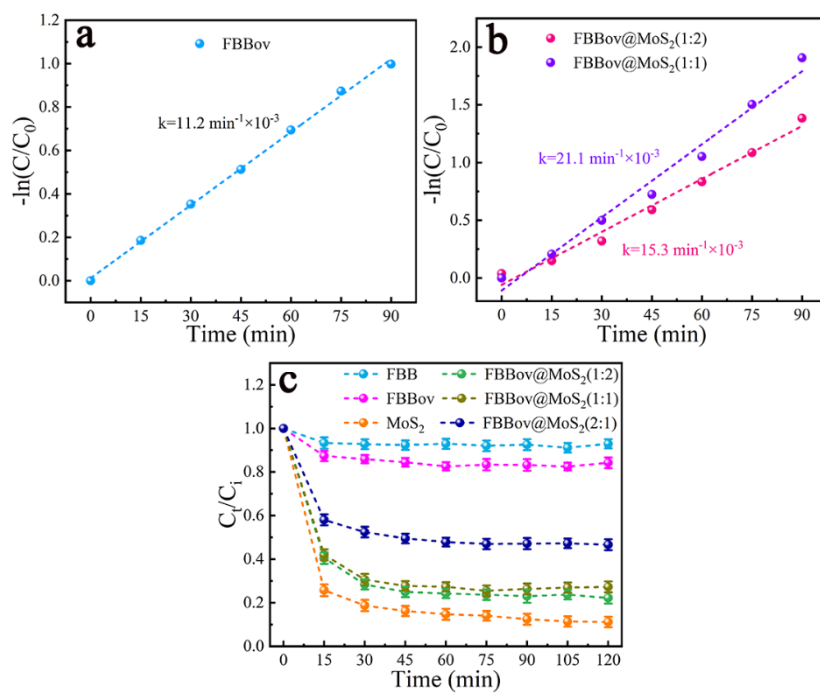 a
FBBov
k=11.2 min⁻¹×10⁻³
-ln(C/C₀)
1.2
1.0
0.8
0.6
0.4
0.2
0.0
0 15 30 45 60 75 90
Time (min)
b
FBBov@MoS₂(1:2)
FBBov@MoS₂(1:1)
k=21.1 min⁻¹×10⁻³
k=15.3 min⁻¹×10⁻³
-ln(C/C₀)
2.0
1.5
1.0
0.5
0.0
0 15 30 45 60 75 90
Time (min)
c
FBB FBBov@MoS₂(1:2)
FBBov FBBov@MoS₂(1:1)
MoS₂ FBBov@MoS₂(2:1)
Cₜ/Cᵢ
1.2
1.0
0.8
0.6
0.4
0.2
0.0
0 15 30 45 60 75 90 105 120
Time (min)